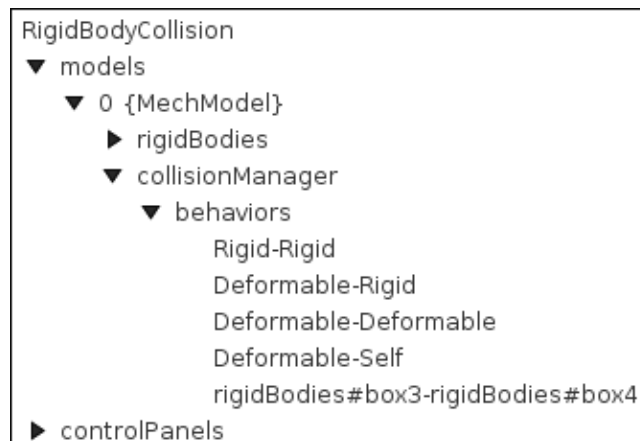 RigidBodyCollision
models
0 {MechModel}
rigidBodies
collisionManager
behaviors
Rigid-Rigid
Deformable-Rigid
Deformable-Deformable
Deformable-Self
rigidBodies#box3-rigidBodies#box4
controlPanels